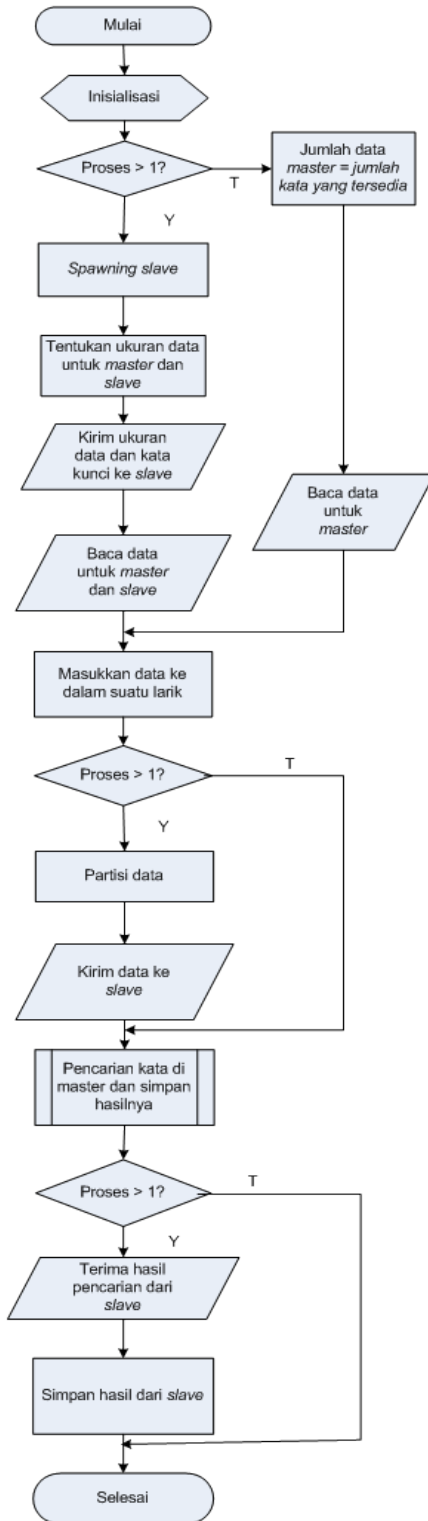 Mulai
Inisialisasi
Proses > 1?
T
Jumlah data
master = jumlah
kata yang tersedia
Y
Spawning slave
Tentukan ukuran data
untuk master dan
slave
Kirim ukuran
data dan kata
kunci ke slave
Baca data
untuk
master
Baca data
untuk master
dan slave
Masukkan data ke
dalam suatu larik
Proses > 1?
T
Y
Partisi data
Kirim data ke
slave
Pencarian kata di
master dan simpan
hasilnya
Proses > 1?
T
Y
Terima hasil
pencarian dari
slave
Simpan hasil dari slave
Selesai